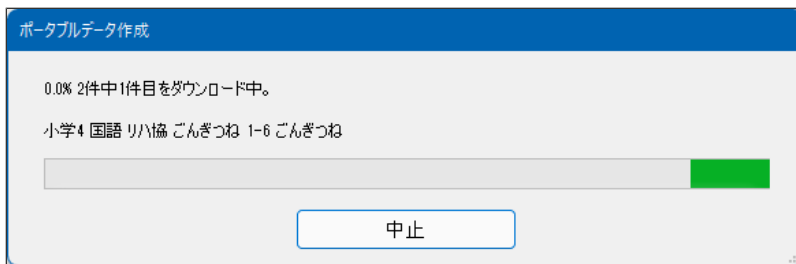 ポータブルデータ作成
0.0% 2件中1件目をダウンロード中。
小学4 国語 リハ協 ごんぎつね 1-6 ごんぎつね
中止